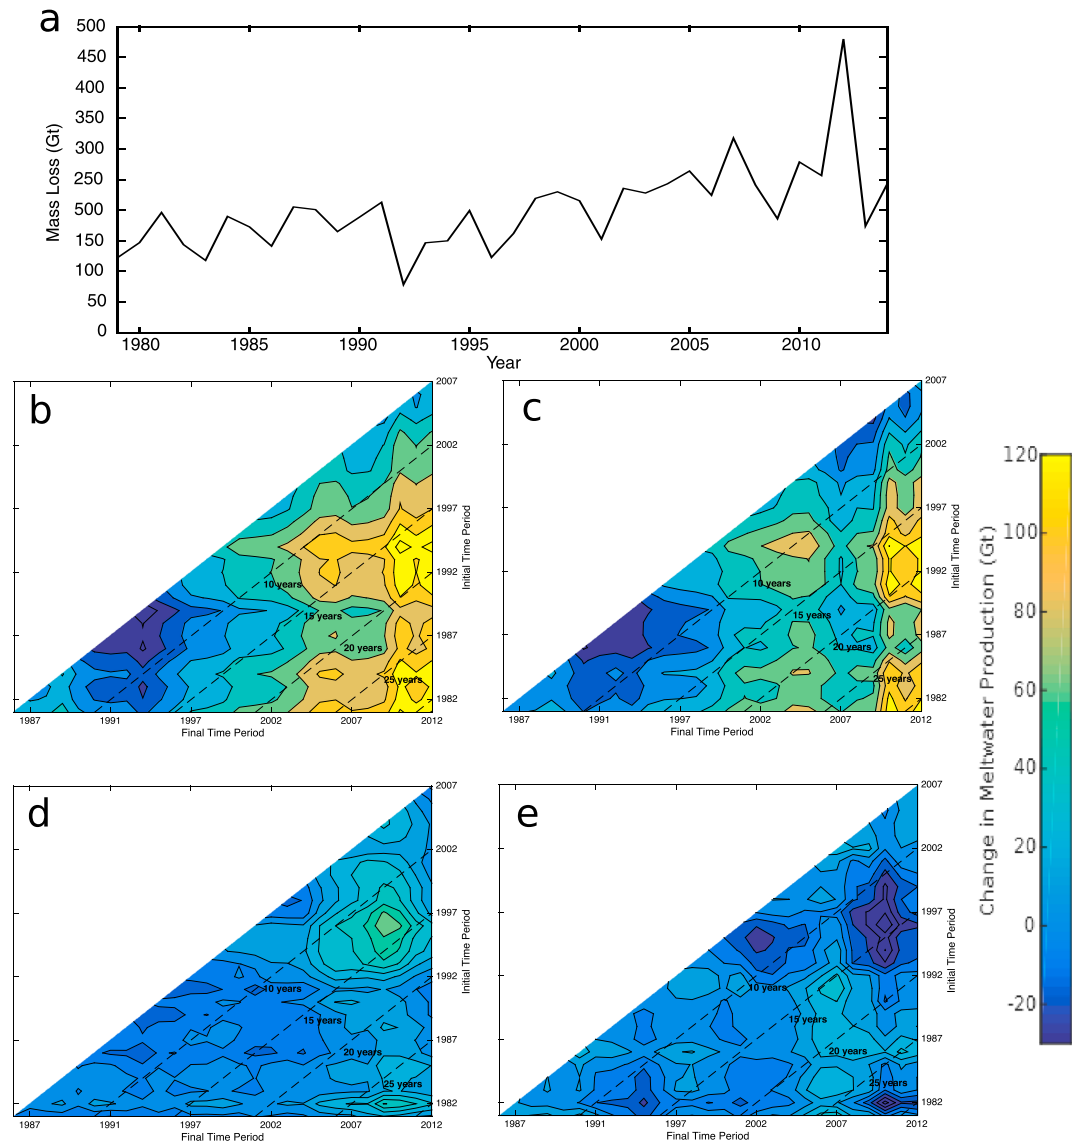 a
500
450
400
350
300
250
500
150
100
50
0
Mass Loss (Gt)
1980
1985
1990
1995
2000
2005
2010
Year
b
2007
2002
1997
1992
1987
1982
Initial Time Period
10 years
15 years
20 years
25 years
1987
1991
1997
2002
2007
2012
Final Time Period
c
2007
2002
1997
1992
1987
1982
Initial Time Period
10 years
15 years
20 years
25 years
1987
1991
1997
2002
2007
2012
Final Time Period
120
100
80
60
40
20
0
-20
Change in Meltwater Production (Gt)
d
2007
2002
1997
1992
1987
1982
Initial Time Period
10 years
15 years
20 years
25 years
1987
1991
1997
2002
2007
2012
Final Time Period
e
2007
2002
1997
1992
1987
1982
Initial Time Period
10 years
15 years
20 years
25 years
1987
1991
1997
2002
2007
2012
Final Time Period